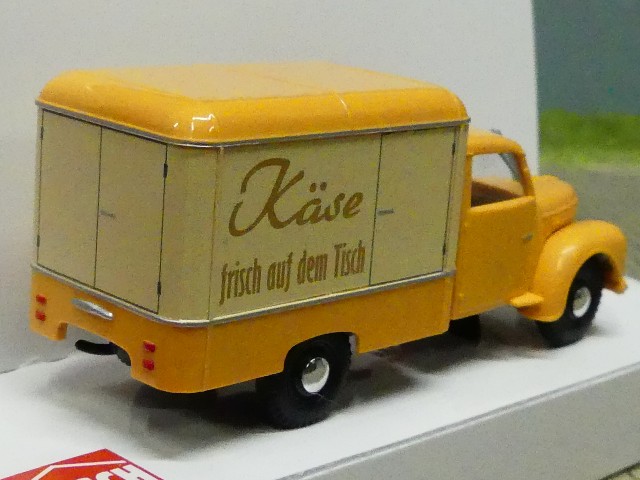 Käse
frisch auf dem Tisch